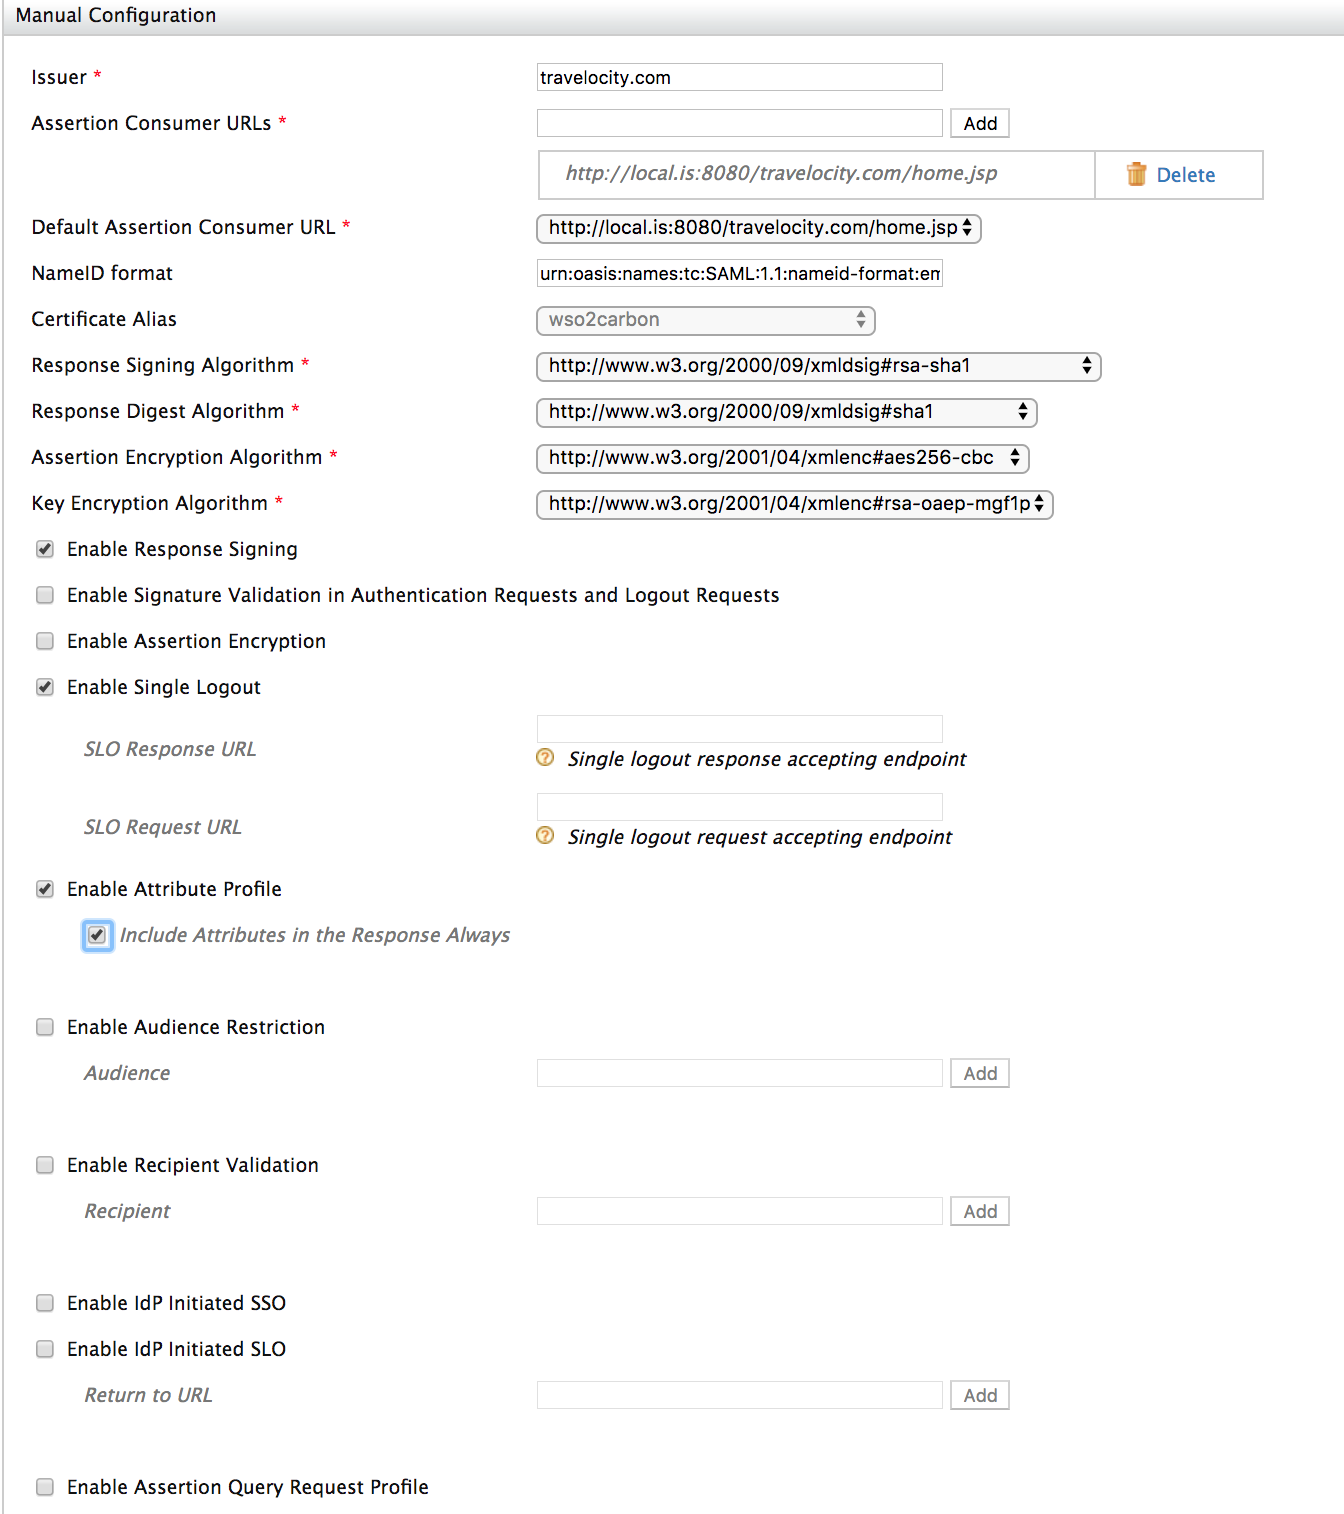 Manual Configuration
Issuer * travelocity.com
Assertion Consumer URLs * Add
http://local.is:8080/travelocity.com/home.jsp Delete
Default Assertion Consumer URL * http://local.is:8080/travelocity.com/home.jsp
NameID format urn:oasis:names:tc:SAML:1.1:nameid-format:em
Certificate Alias wso2carbon
Response Signing Algorithm * http://www.w3.org/2000/09/xmldsig#rsa-sha1
Response Digest Algorithm * http://www.w3.org/2000/09/xmldsig#sha1
Assertion Encryption Algorithm * http://www.w3.org/2001/04/xmlenc#aes256-cbc
Key Encryption Algorithm * http://www.w3.org/2001/04/xmlenc#rsa-oaep-mgf1p
Enable Response Signing
Enable Signature Validation in Authentication Requests and Logout Requests
Enable Assertion Encryption
Enable Single Logout
SLO Response URL
? Single logout response accepting endpoint
SLO Request URL
? Single logout request accepting endpoint
Enable Attribute Profile
Include Attributes in the Response Always
Enable Audience Restriction
Audience Add
Enable Recipient Validation
Recipient Add
Enable IdP Initiated SSO
Enable IdP Initiated SLO
Return to URL Add
Enable Assertion Query Request Profile